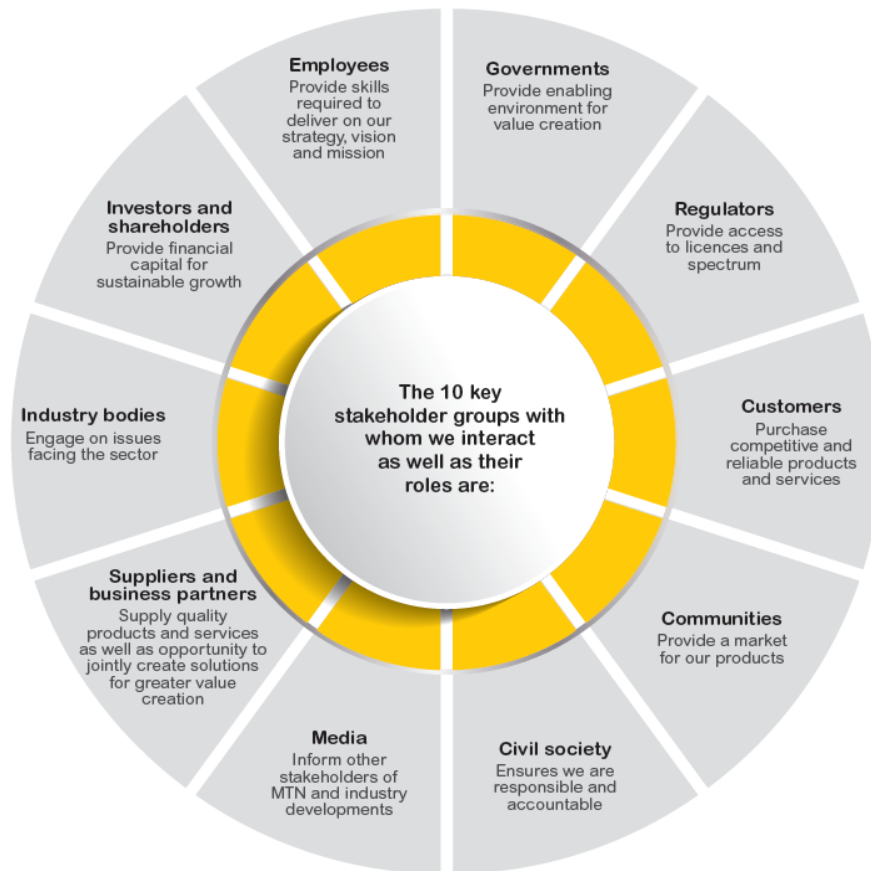 The 10 key
stakeholder groups with
whom we interact
as well as their
roles are:
Governments
Provide enabling
environment for
value creation
Regulators
Provide access
to licences and
spectrum
Customers
Purchase
competitive and
reliable products
and services
Communities
Provide a market
for our products
Civil society
Ensures we are
responsible and
accountable
Media
Inform other
stakeholders of
MTN and industry
developments
Suppliers and
business partners
Supply quality
products and services
as well as opportunity to
jointly create solutions
for greater value
creation
Industry bodies
Engage on issues
facing the sector
Investors and
shareholders
Provide financial
capital for
sustainable growth
Employees
Provide skills
required to
deliver on our
strategy, vision
and mission